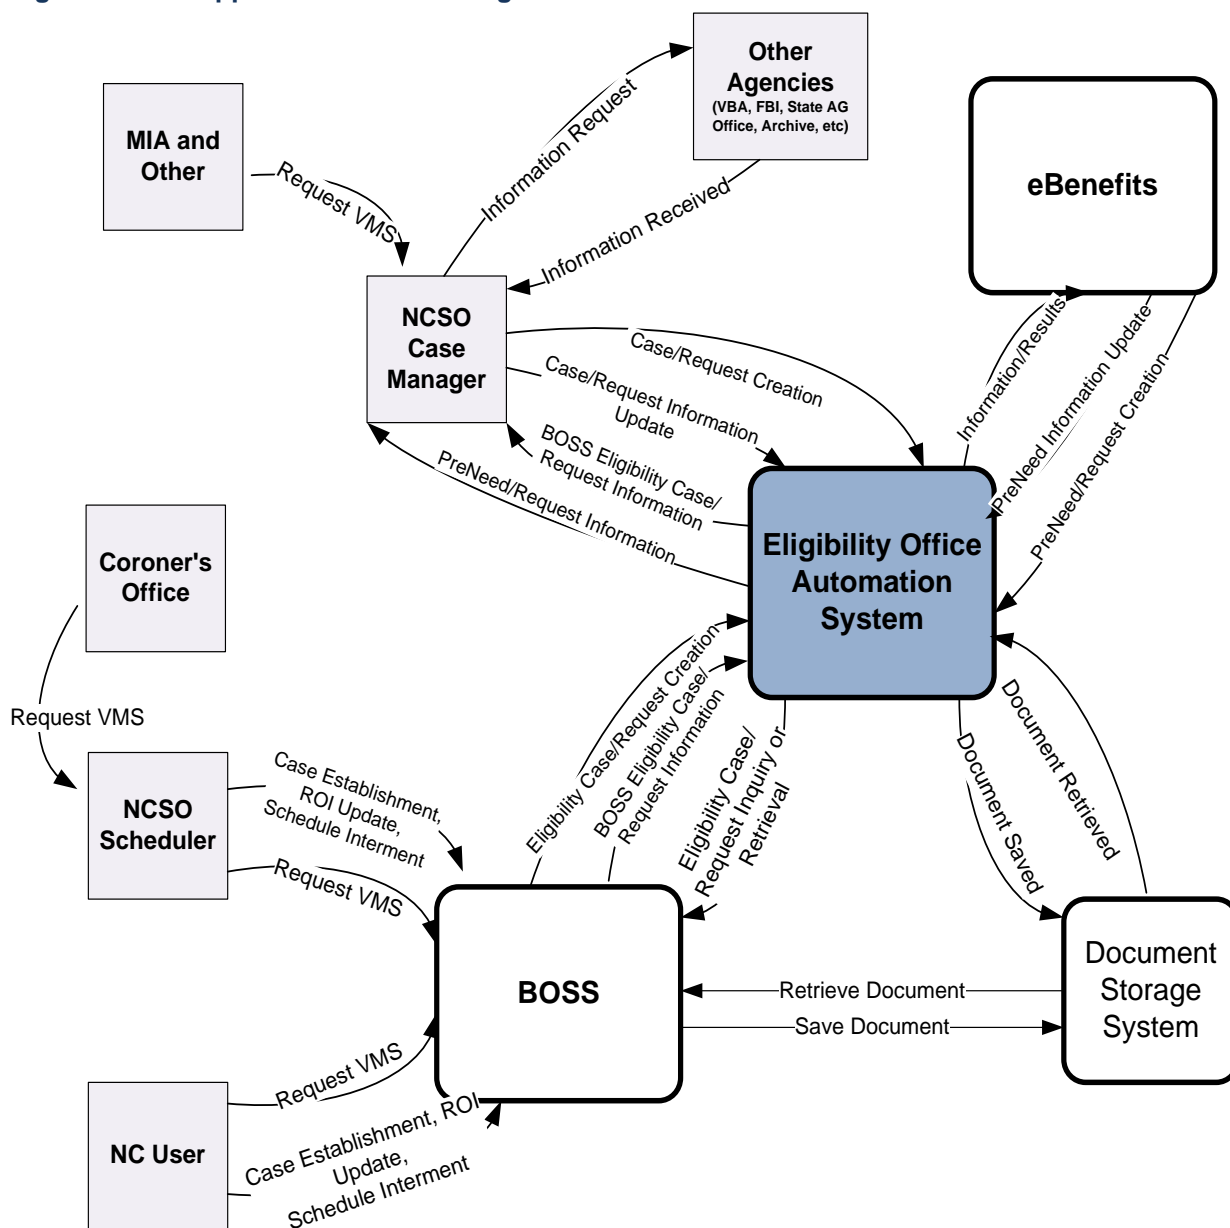 Other
Agencies
(VBA, FBI, State AG
Office, Archive, etc)
MIA and
Other
eBenefits
Request VMS
Information Request
Information Received
NCSO
Case
Manager
Case/Request Creation
Case/Request Information
Update
BOSS Eligibility Case/
Request Information
PreNeed/Request Information
Information/Results
PreNeed Information Update
PreNeed/Request Creation
Eligibility Office
Automation
System
Coroner's
Office
Request VMS
NCSO
Scheduler
Case Establishment,
ROI Update,
Schedule Interment
Request VMS
Eligibility Case/Request Creation
BOSS Eligibility Case/
Request Information
Eligibility Case/
Request Inquiry or
Retrieval
Document Saved
Document Retrieved
BOSS
Retrieve Document
Save Document
Document
Storage
System
NC User
Request VMS
Case Establishment, ROI
Update,
Schedule Interment